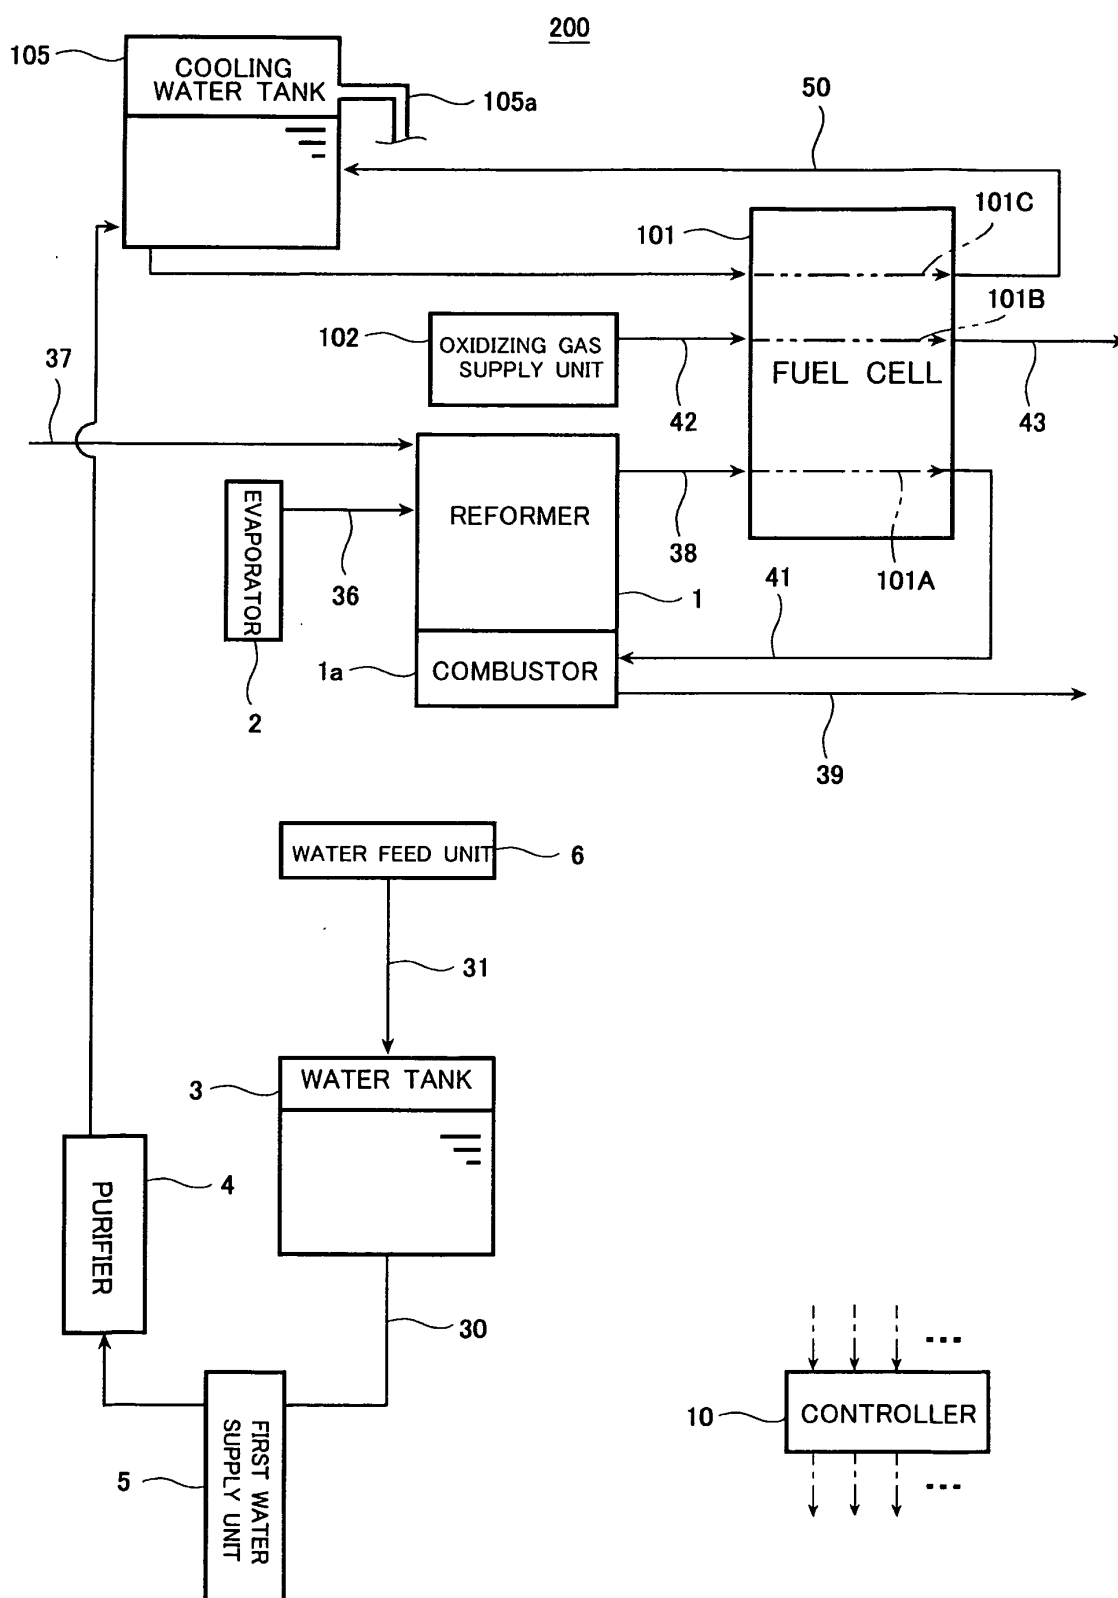 200
105
COOLING
WATER TANK
105a
50
101
101C
102
OXIDIZING GAS
SUPPLY UNIT
42
101B
FUEL CELL
43
37
EVAPORATOR
36
REFORMER
38
101A
41
1
1a
COMBUSTOR
2
39
WATER FEED UNIT
6
31
3
WATER TANK
PURIFIER
4
30
10
CONTROLLER
5
FIRST WATER
SUPPLY UNIT